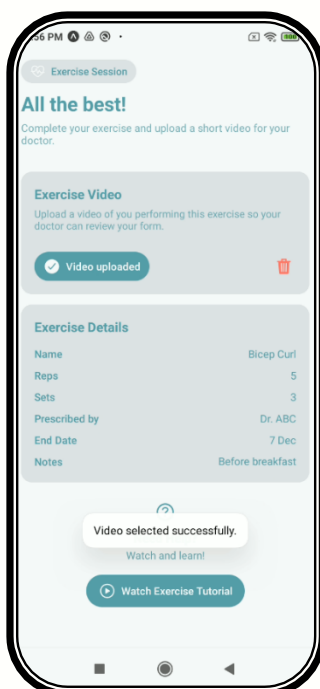 56 PM
Exercise Session
All the best!
Complete your exercise and upload a short video for your
doctor.
Exercise Video
Upload a video of you performing this exercise so your
doctor can review your form.
Video uploaded
Exercise Details
Name Bicep Curl
Reps 5
Sets 3
Prescribed by Dr. ABC
End Date 7 Dec
Notes Before breakfast
Video selected successfully.
Watch and learn!
Watch Exercise Tutorial